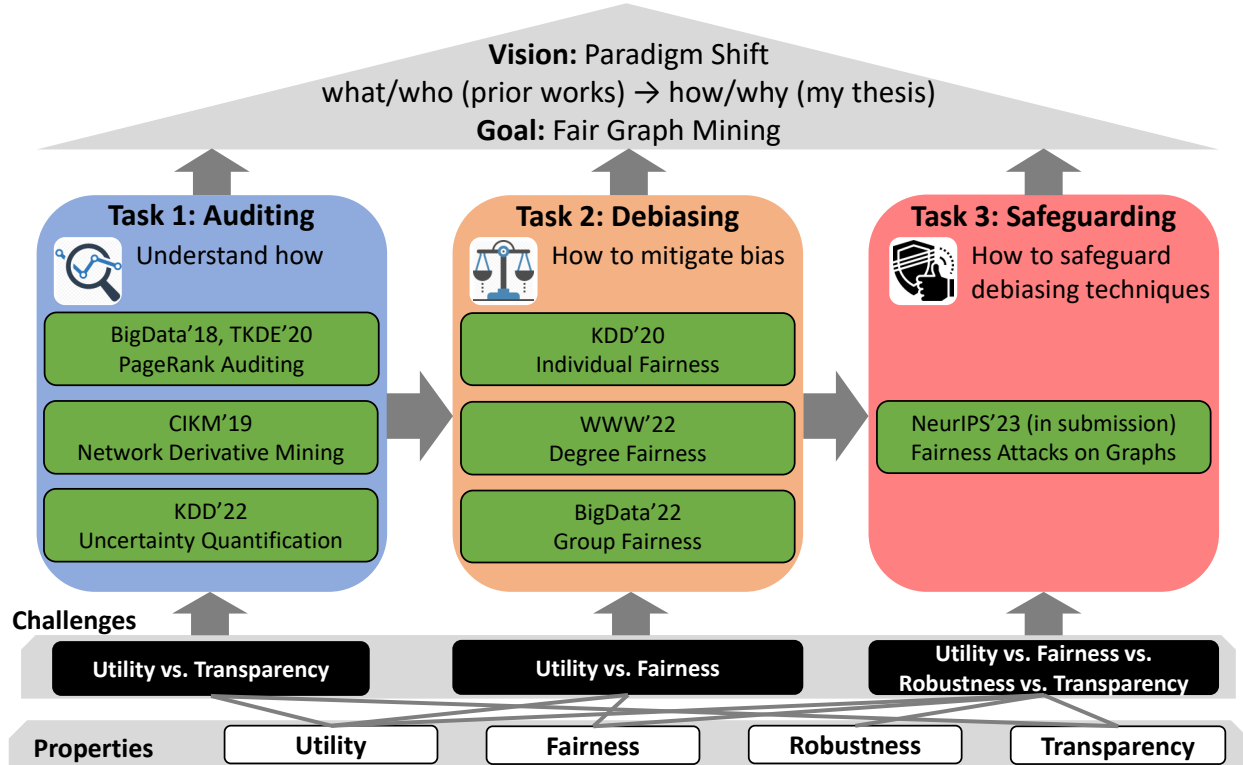 Vision: Paradigm Shift
what/who (prior works) → how/why (my thesis)
Goal: Fair Graph Mining
Task 1: Auditing
Understand how
BigData’18, TKDE’20
PageRank Auditing
CIKM’19
Network Derivative Mining
KDD’22
Uncertainty Quantification
Task 2: Debiasing
How to mitigate bias
KDD’20
Individual Fairness
WWW’22
Degree Fairness
BigData’22
Group Fairness
Task 3: Safeguarding
How to safeguard
debiasing techniques
NeurIPS’23 (in submission)
Fairness Attacks on Graphs
Challenges
Utility vs. Transparency
Utility vs. Fairness
Utility vs. Fairness vs.
Robustness vs. Transparency
Properties
Utility
Fairness
Robustness
Transparency